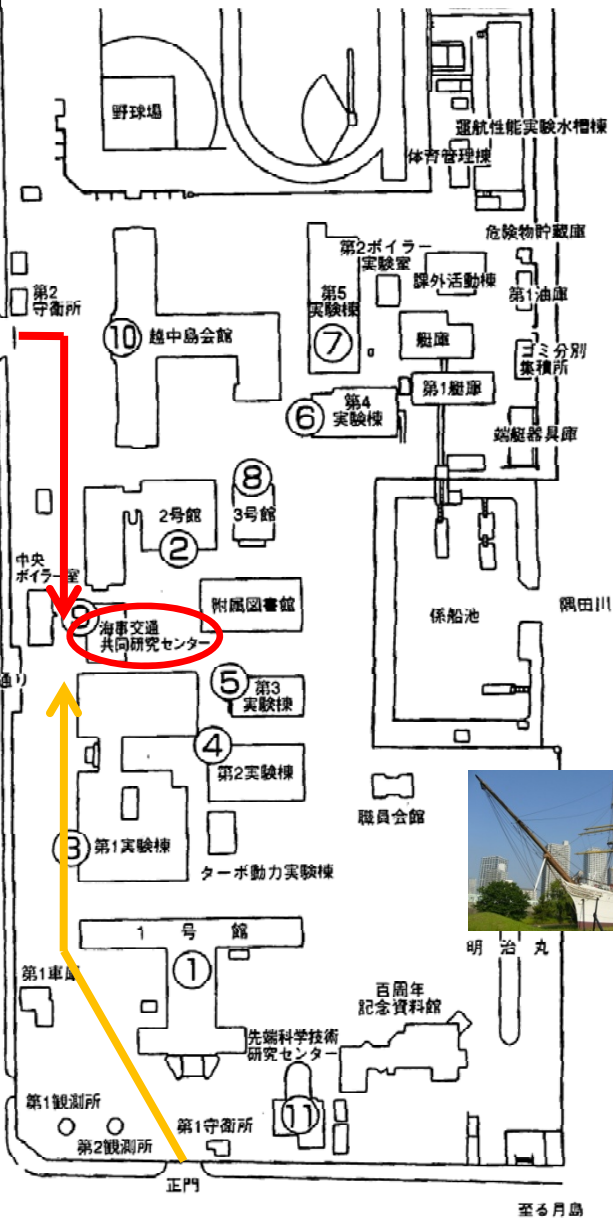 野球場
運航性能実験水槽棟
体育管理棟
危険物貯蔵庫
第2ボイラー
実験室
課外活動棟
第1油庫
第2
守衛所
第5
実験棟
⑦
⑩
越中島会館
艇庫
ゴミ分別
集積所
第1艇庫
⑥
第4
実験棟
端艇器具庫
⑧
3号館
2号館
②
中央
ボイラー室
附属図書館
係船池
隅田川
⑨
海事交通
共同研究センター
通り
⑤
第3
実験棟
④
第2実験棟
職員会館
③
第1実験棟
ターボ動力実験棟
1号館
①
明治丸
第1車庫
百周年
記念資料館
先端科学技術
研究センター
⑪
第1観測所
第2観測所
第1守衛所
正門
至る月島